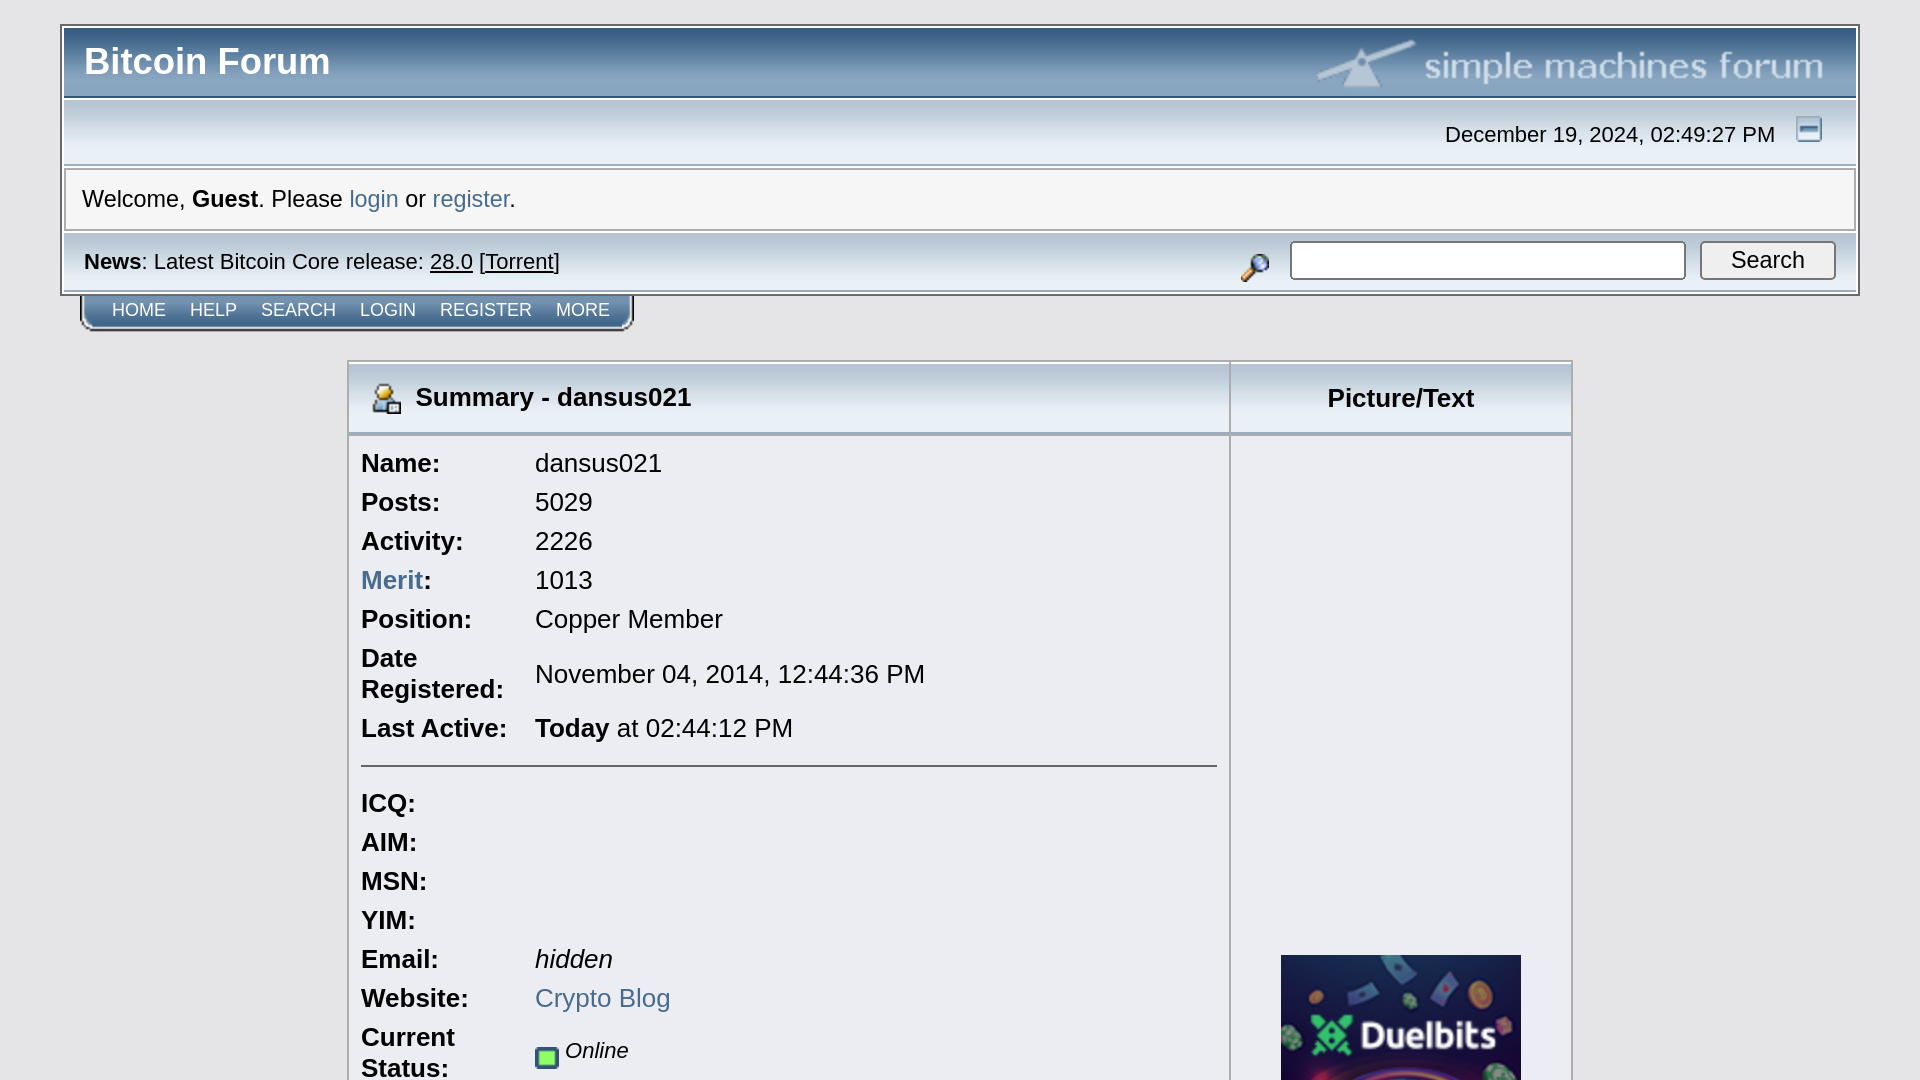 Bitcoin Forum
simple machines forum
December 19, 2024, 02:49:27 PM
Welcome, Guest. Please login or register.
News: Latest Bitcoin Core release: 28.0 [Torrent]
Search
HOME HELP SEARCH LOGIN REGISTER MORE
Summary - dansus021
Picture/Text
Name: dansus021
Posts: 5029
Activity: 2226
Merit: 1013
Position: Copper Member
Date
Registered: November 04, 2014, 12:44:36 PM
Last Active: Today at 02:44:12 PM
ICQ:
AIM:
MSN:
YIM:
Email: hidden
Website: Crypto Blog
Current
Status: Online
Duelbits